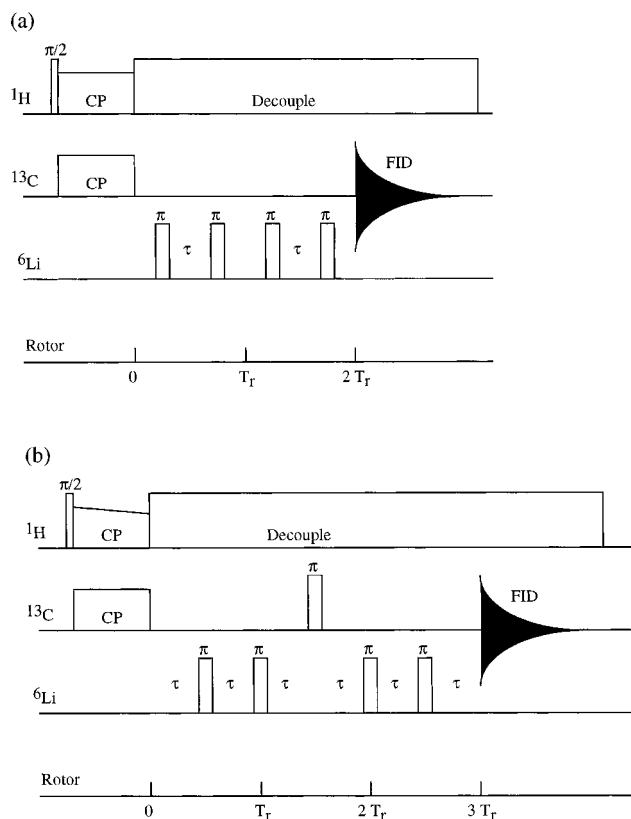 (a)
π/2
¹H
CP
Decouple
¹³C
CP
FID
π π π π
⁶Li
τ τ
Rotor
0 Tr 2 Tr
(b)
π/2
¹H
CP
Decouple
π
¹³C
CP
FID
π π π π
⁶Li
τ τ τ τ τ τ
Rotor
0 Tr 2 Tr 3 Tr